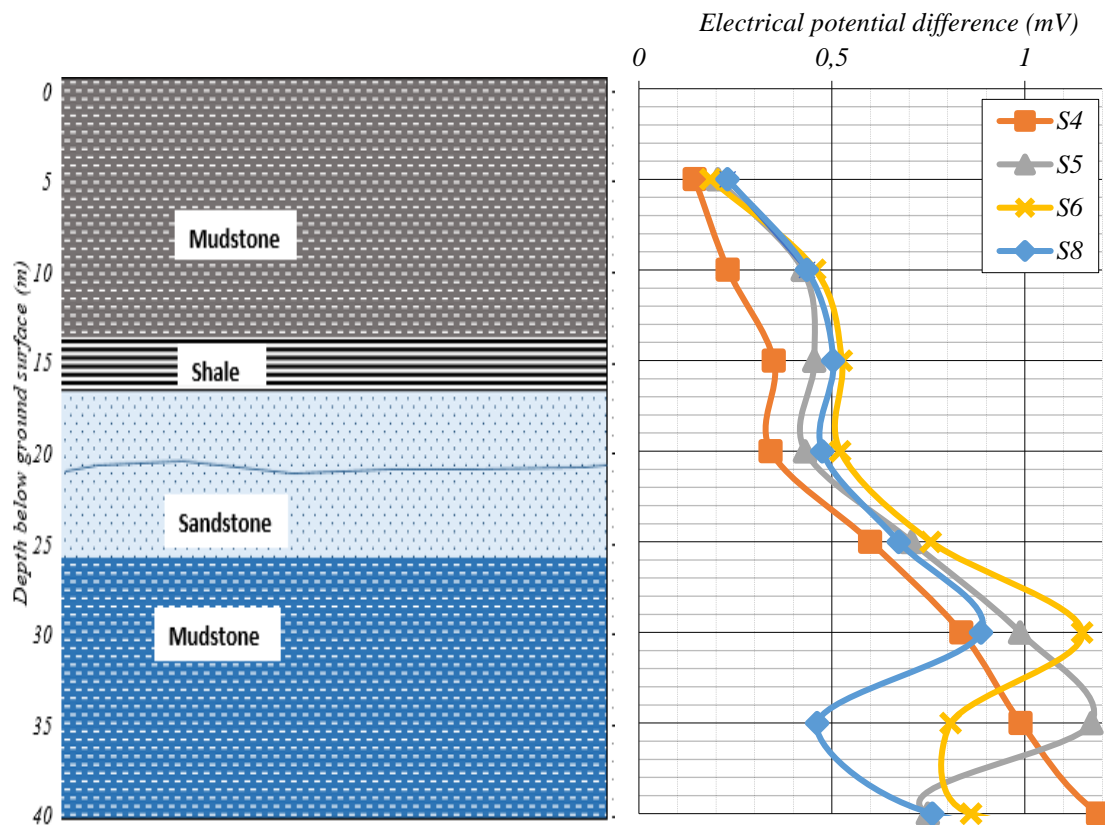 Electrical potential difference (mV)
0 0,5 1
0
5
10
15
20
25
30
35
40
Depth below ground surface (m)
Mudstone
Shale
Sandstone
Mudstone
S4
S5
S6
S8